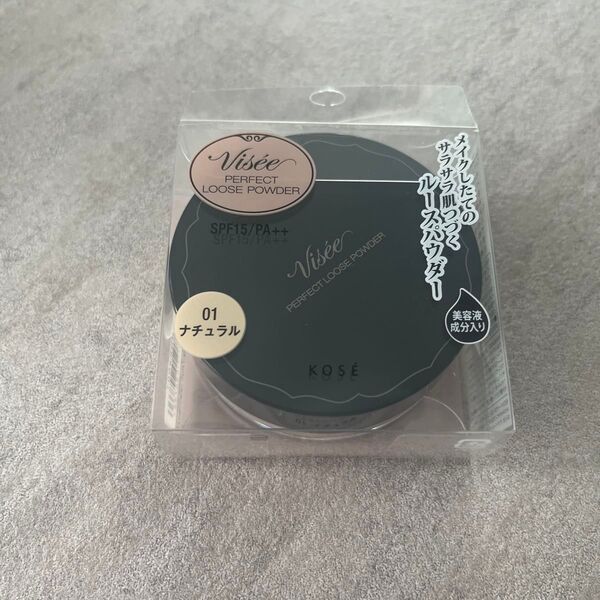 Visée
PERFECT
LOOSE POWDER
SPF15/PA++
Visée
PERFECT LOOSE POWDER
KOSÉ
01
ナチュラル
メイクしたての
サラサラ肌つづく
ルースパウダー
美容液
成分入り